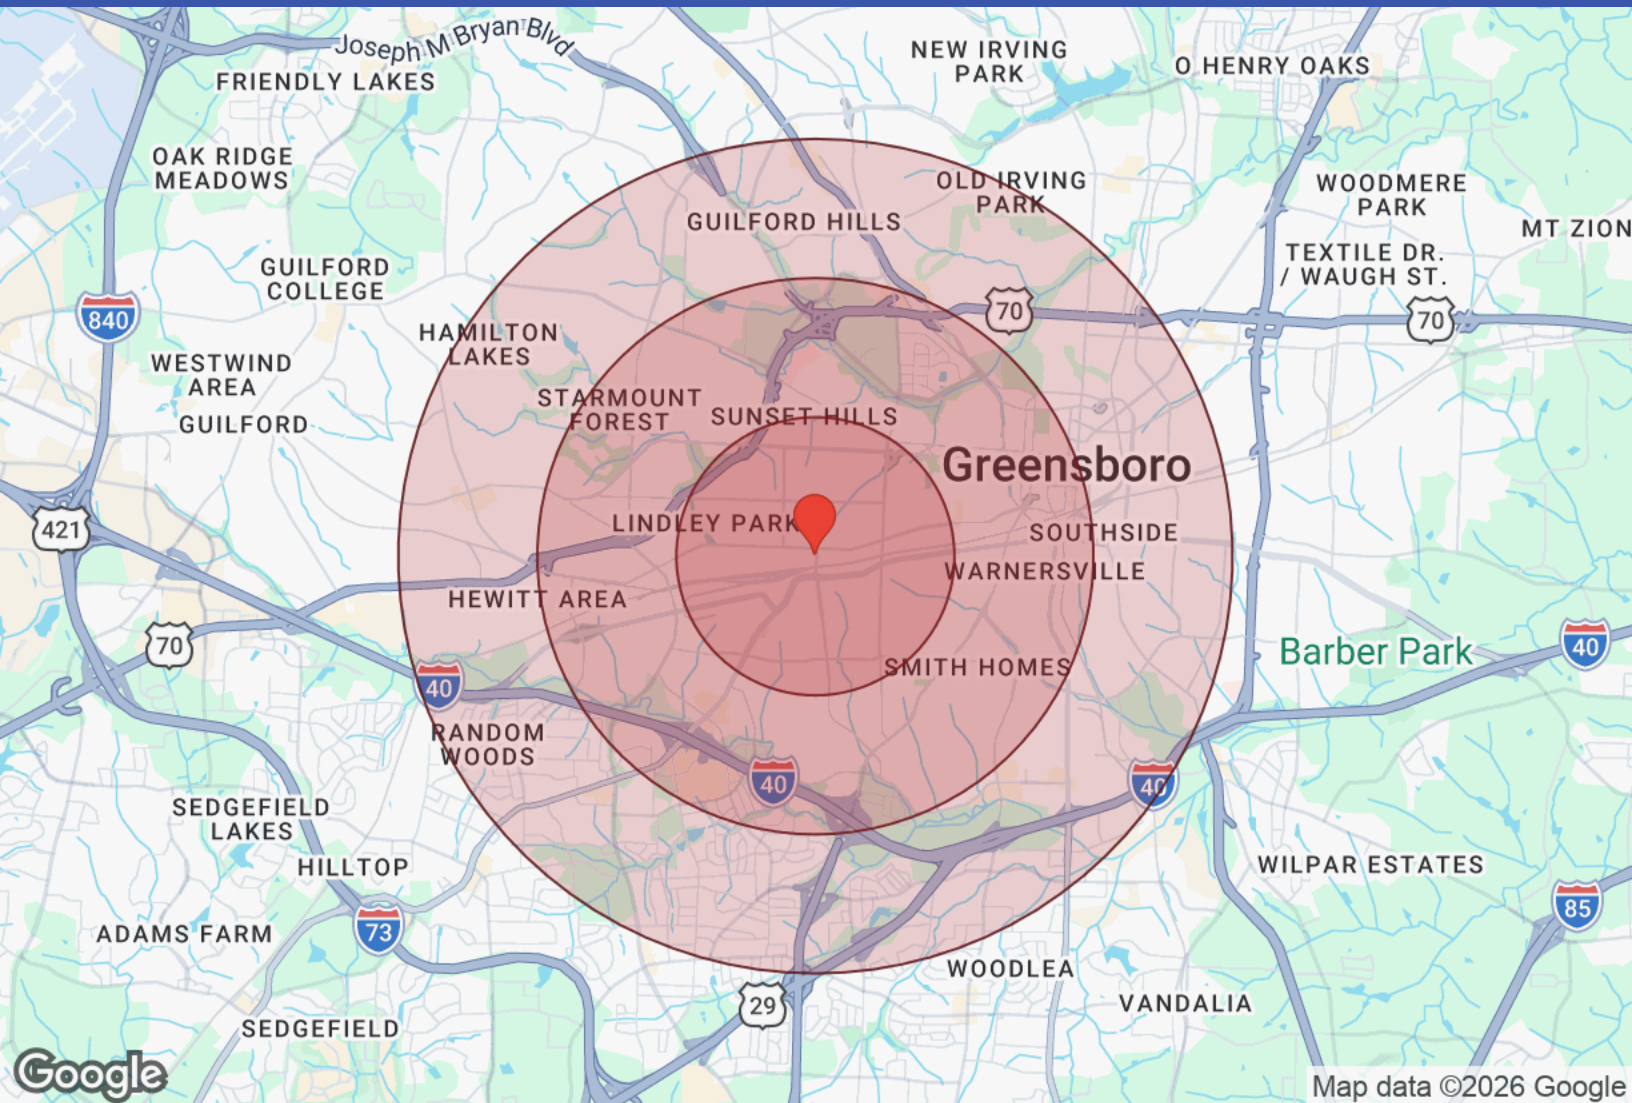 Joseph M Bryan Blvd
FRIENDLY LAKES
NEW IRVING
PARK
O HENRY OAKS
OAK RIDGE
MEADOWS
OLD IRVING
PARK
WOODMERE
PARK
GUILFORD HILLS
MT ZION
TEXTILE DR.
/ WAUGH ST.
GUILFORD
COLLEGE
840
70
70
HAMILTON
LAKES
WESTWIND
AREA
STARMOUNT
FOREST
SUNSET HILLS
GUILFORD
Greensboro
421
LINDLEY PARK
SOUTHSIDE
WARNERSVILLE
HEWITT AREA
70
40
Barber Park
SMITH HOMES
40
RANDOM
WOODS
40
40
SEDGEFIELD
LAKES
HILLTOP
WILPAR ESTATES
85
73
ADAMS FARM
WOODLEA
29
VANDALIA
SEDGEFIELD
Google
Map data ©2026 Google